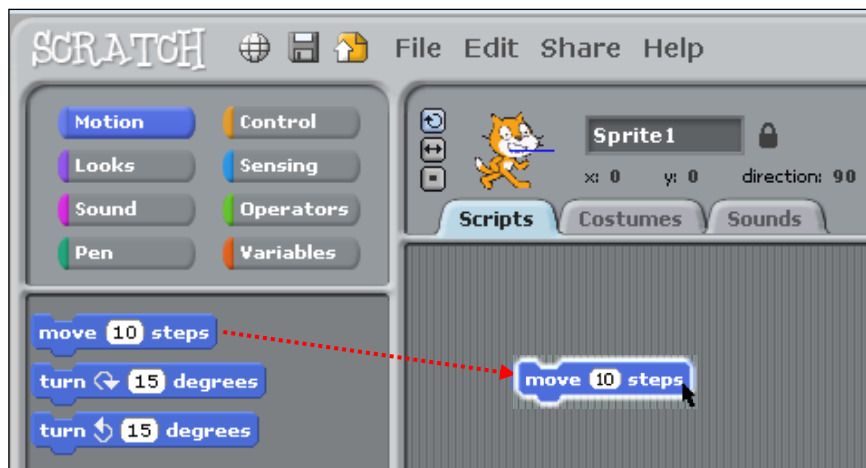 SCRATCH File Edit Share Help
Motion Control
Looks Sensing
Sound Operators
Pen Variables
Sprite1
x: 0 y: 0 direction: 90
Scripts Costumes Sounds
move 10 steps
turn 15 degrees
turn 15 degrees
move 10 steps